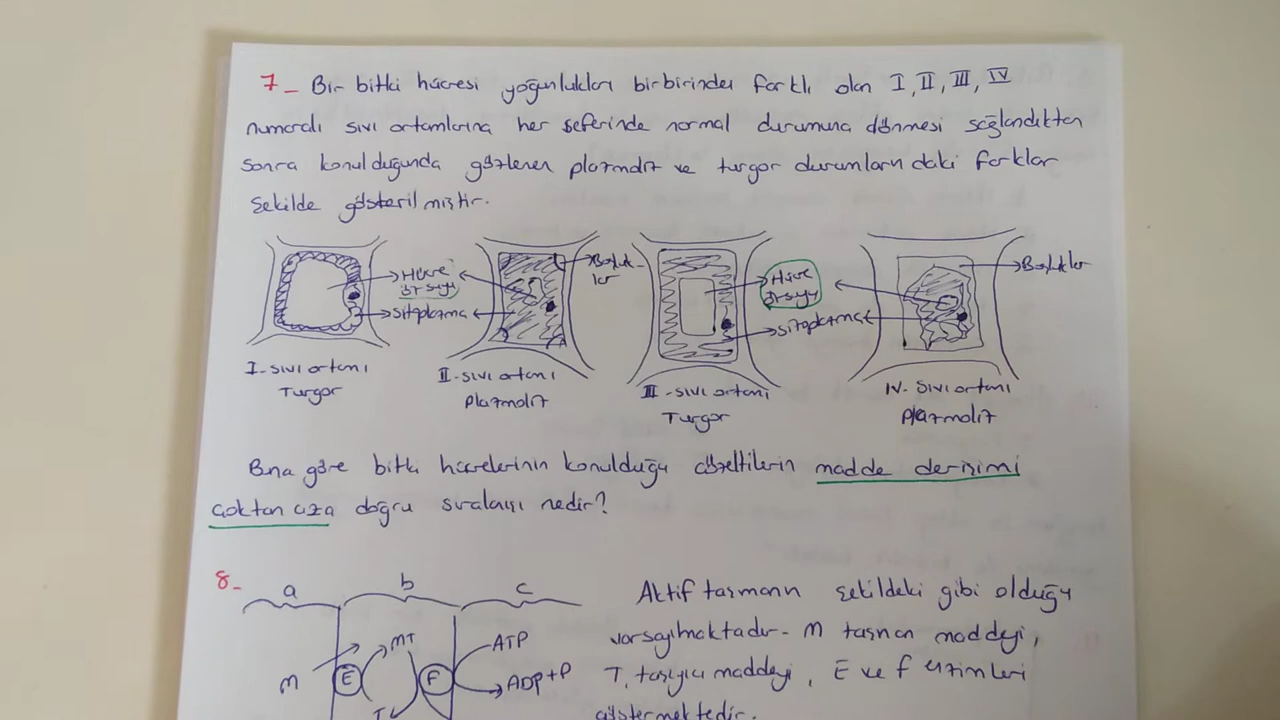 7_ Bir bitki hücresi yoğunlukları birbirinden farklı olan I, II, III, IV
numaralı sıvı ortamlarına her seferinde normal durumuna dönmesi sağlandıktan
sonra konulduğunda gözlenen plazmoliz ve turgor durumlarındaki farklar
şekilde gösterilmiştir.
Hücre özsuyu
Sitoplazma
Boşluklar
Hücre özsuyu
Sitoplazma
Boşluklar
I-sıvı ortamı
Turgor
II-sıvı ortamı
Plazmoliz
III-sıvı ortamı
Turgor
IV-sıvı ortamı
Plazmoliz
Buna göre bitki hücrelerinin konulduğu çözeltilerin madde derişimi
çoktan aza doğru sıralanışı nedir?
8-
a b c
M E MT T F ATP ADP+P
Aktif taşımanın şekildeki gibi olduğu
varsayılmaktadır- M taşınan maddeyi,
T, taşıyıcı maddeyi, E ve F enzimleri
göstermektedir.